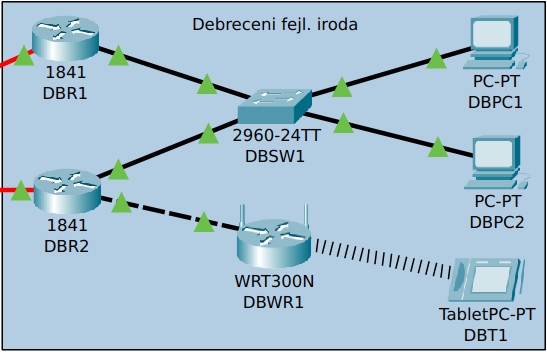 Debreceni fejl. iroda
1841
DBR1
PC-PT
DBPC1
2960-24TT
DBSW1
PC-PT
DBPC2
1841
DBR2
WRT300N
DBWR1
TabletPC-PT
DBT1